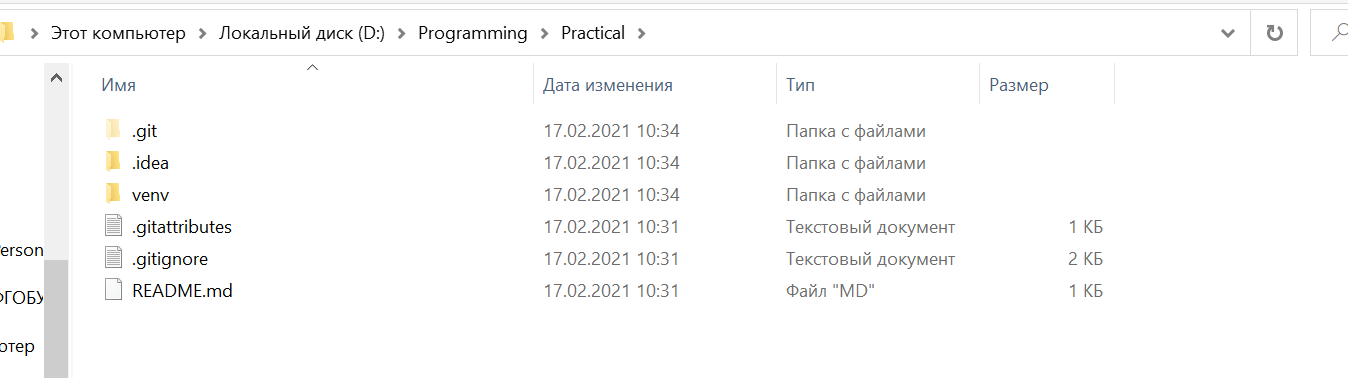 Этот компьютер Локальный диск (D:) Programming Practical
Имя Дата изменения Тип Размер
.git 17.02.2021 10:34 Папка с файлами
.idea 17.02.2021 10:34 Папка с файлами
venv 17.02.2021 10:34 Папка с файлами
.gitattributes 17.02.2021 10:31 Текстовый документ 1 КБ
.gitignore 17.02.2021 10:31 Текстовый документ 2 КБ
README.md 17.02.2021 10:31 Файл "MD" 1 КБ
erson
ФГОБУ
ютер